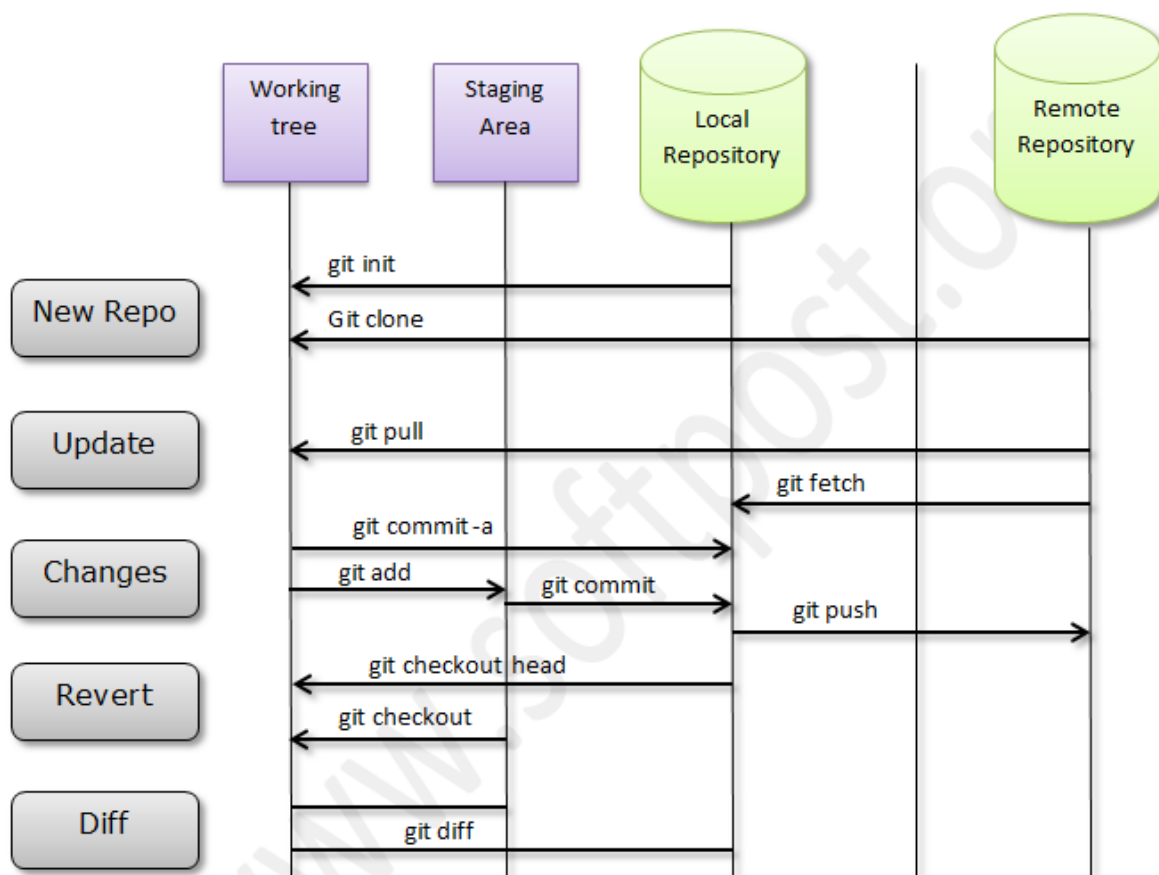 Working
tree
Staging
Area
Local
Repository
Remote
Repository
New Repo
git init
Git clone
Update
git pull
git fetch
Changes
git commit -a
git add
git commit
git push
Revert
git checkout head
git checkout
Diff
git diff
www.softpost.or